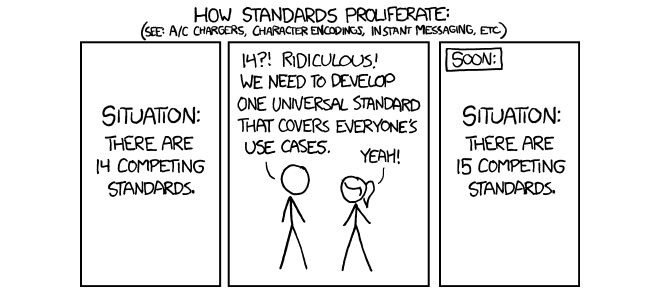 HOW STANDARDS PROLIFERATE:
(SEE: A/C CHARGERS, CHARACTER ENCODINGS, INSTANT MESSAGING, ETC.)
SITUATION:
THERE ARE
14 COMPETING
STANDARDS.
14?! RIDICULOUS!
WE NEED TO DEVELOP
ONE UNIVERSAL STANDARD
THAT COVERS EVERYONE'S
USE CASES.
YEAH!
SOON:
SITUATION:
THERE ARE
15 COMPETING
STANDARDS.